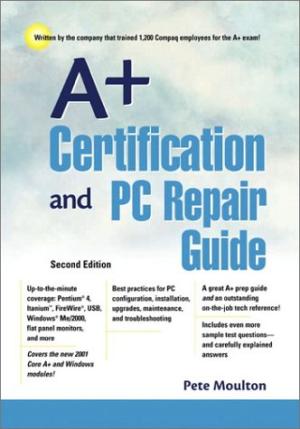 Written by the company that trained 1,200 Compaq employees for the A+ exam!
A+
Certification
and PC Repair
Guide
Second Edition
Up-to-the-minute
coverage: Pentium® 4,
Itanium™, FireWire®, USB,
Windows® Me/2000,
flat panel monitors,
and more
Covers the new 2001
Core A+ and Windows
modules!
Best practices for PC
configuration, installation,
upgrades, maintenance,
and troubleshooting
A great A+ prep guide
and an outstanding
on-the-job tech reference!
Includes even more
sample test questions—
and carefully explained
answers
Pete Moulton